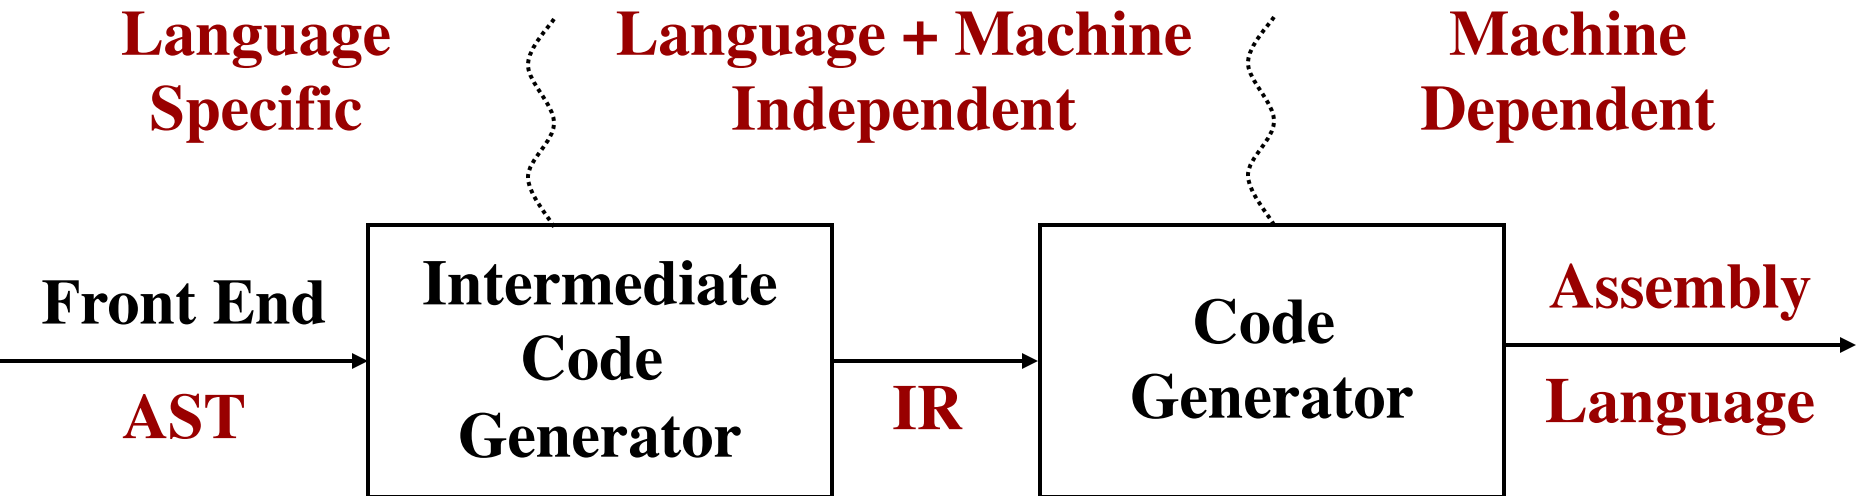 Language
Specific
Language + Machine
Independent
Machine
Dependent
Front End
AST
Intermediate
Code
Generator
IR
Code
Generator
Assembly
Language